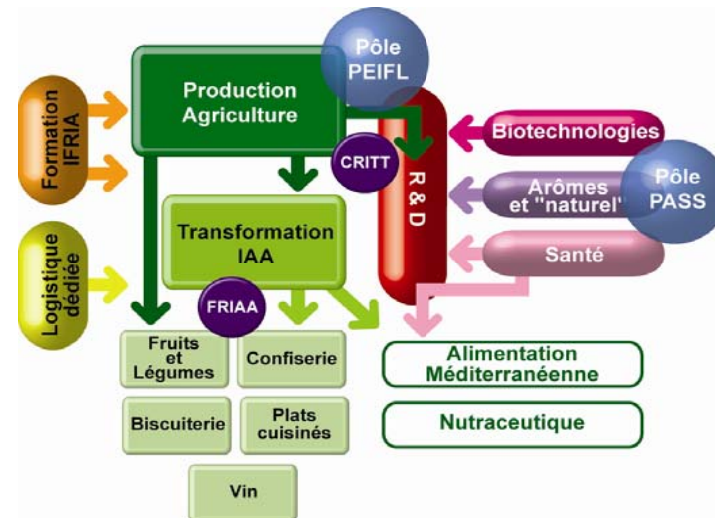 Pôle
PEIFL
Production
Agriculture
Formation
IFRIA
Biotechnologies
CRITT
R & D
Arômes
et "naturel"
Pôle
PASS
Transformation
IAA
Santé
Logistique
dédiée
FRIAA
Fruits
et
Légumes
Confiserie
Alimentation
Méditerranéenne
Biscuiterie
Plats
cuisinés
Nutraceutique
Vin